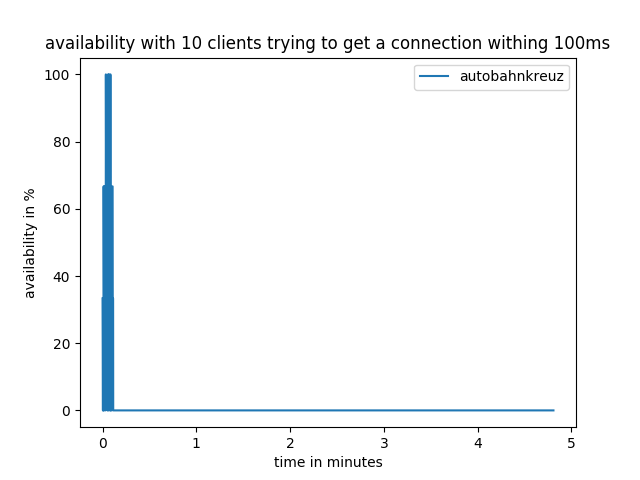 availability with 10 clients trying to get a connection withing 100ms
autobahnkreuz
availability in %
100
80
60
40
20
0
0 1 2 3 4 5
time in minutes